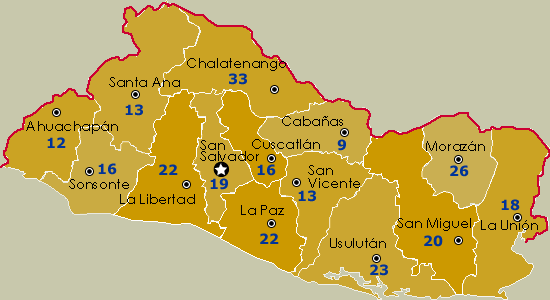 Chalatenango
33
Santa Ana
13
Ahuachapán
12
Cabañas
9
San
Salvador
19
Cuscatlán
16
Morazán
26
16
Sonsonte
22
La Libertad
San
Vicente
13
La Paz
22
18
La Unión
San Miguel
20
Usulután
23